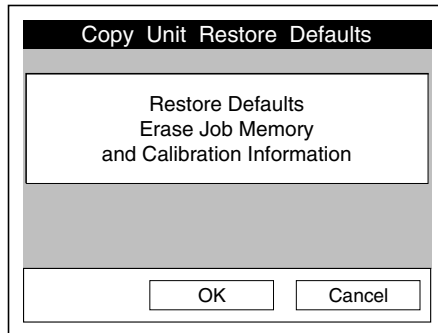 Copy Unit Restore Defaults
Restore Defaults
Erase Job Memory
and Calibration Information
OK Cancel